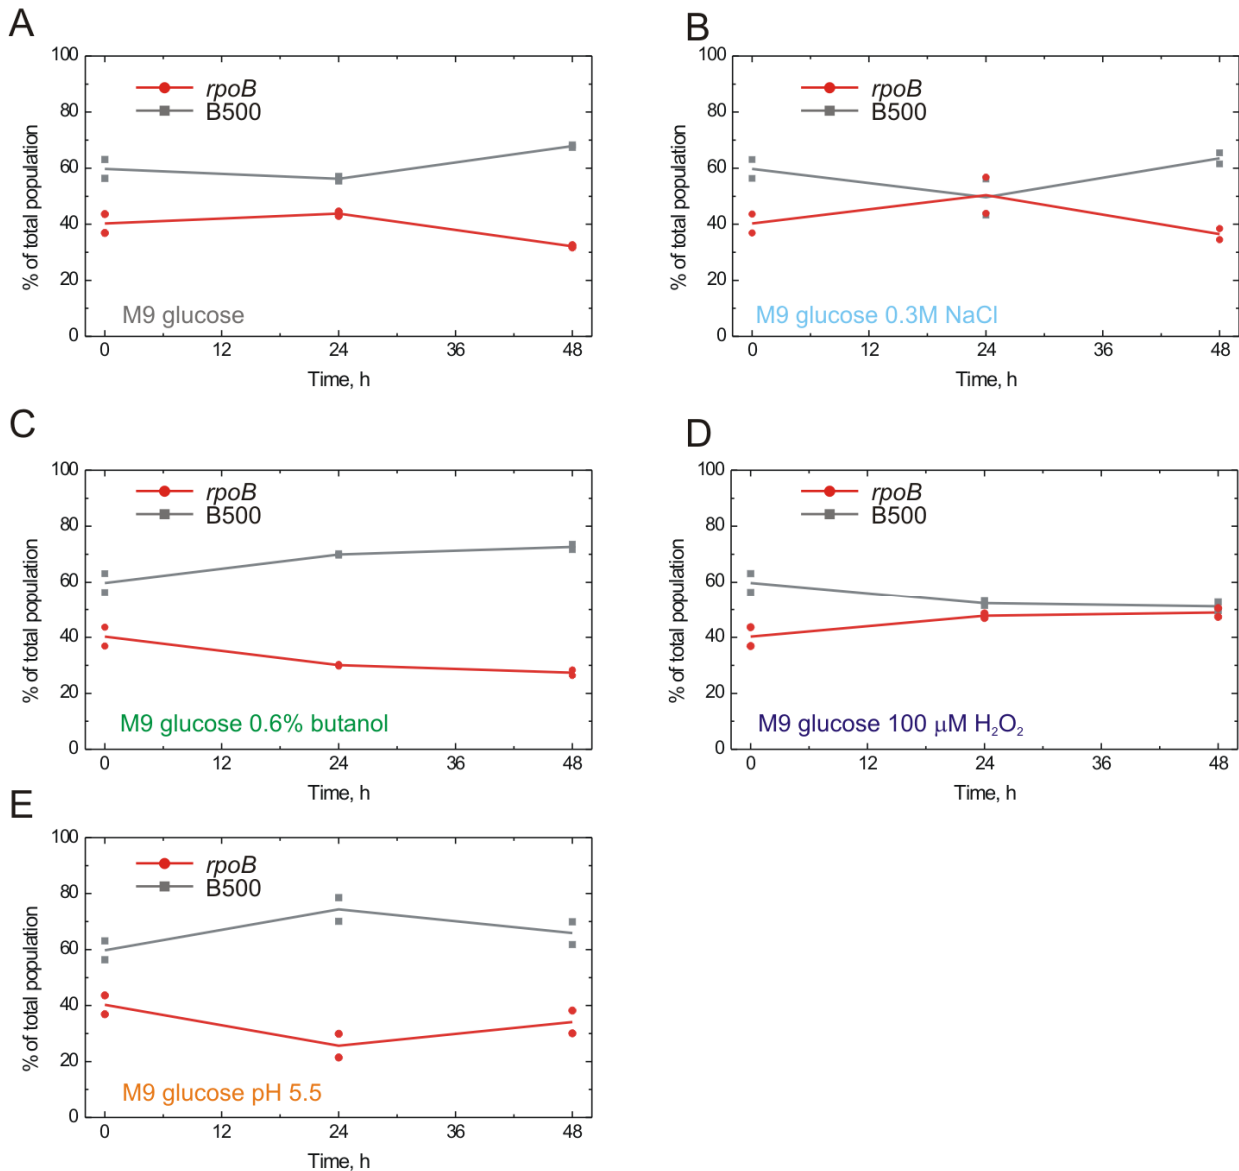 A
% of total population
100
80
60
40
20
0
rpoB
B500
M9 glucose
0 12 24 36 48
Time, h
B
% of total population
100
80
60
40
20
0
rpoB
B500
M9 glucose 0.3M NaCl
0 12 24 36 48
Time, h
C
% of total population
100
80
60
40
20
0
rpoB
B500
M9 glucose 0.6% butanol
0 12 24 36 48
Time, h
D
% of total population
100
80
60
40
20
0
rpoB
B500
M9 glucose 100 μM H₂O₂
0 12 24 36 48
Time, h
E
% of total population
100
80
60
40
20
0
rpoB
B500
M9 glucose pH 5.5
0 12 24 36 48
Time, h